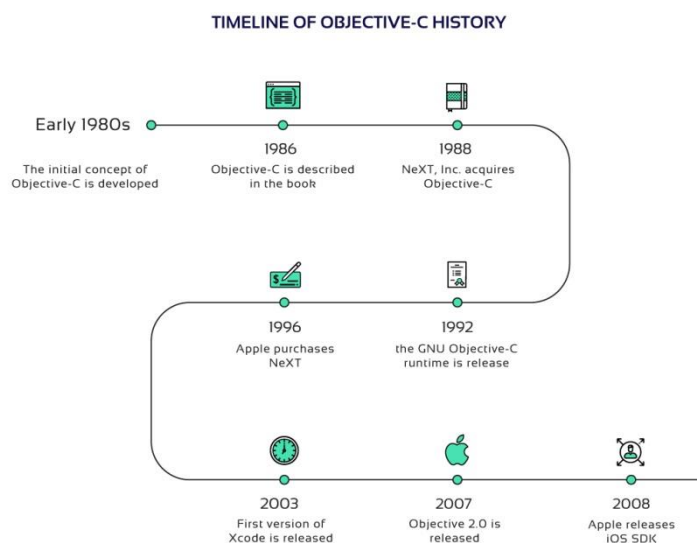 TIMELINE OF OBJECTIVE-C HISTORY
Early 1980s
The initial concept of
Objective-C is developed
1986
Objective-C is described
in the book
1988
NeXT, Inc. acquires
Objective-C
1996
Apple purchases
NeXT
1992
the GNU Objective-C
runtime is release
2003
First version of
Xcode is released
2007
Objective 2.0 is
released
2008
Apple releases
iOS SDK